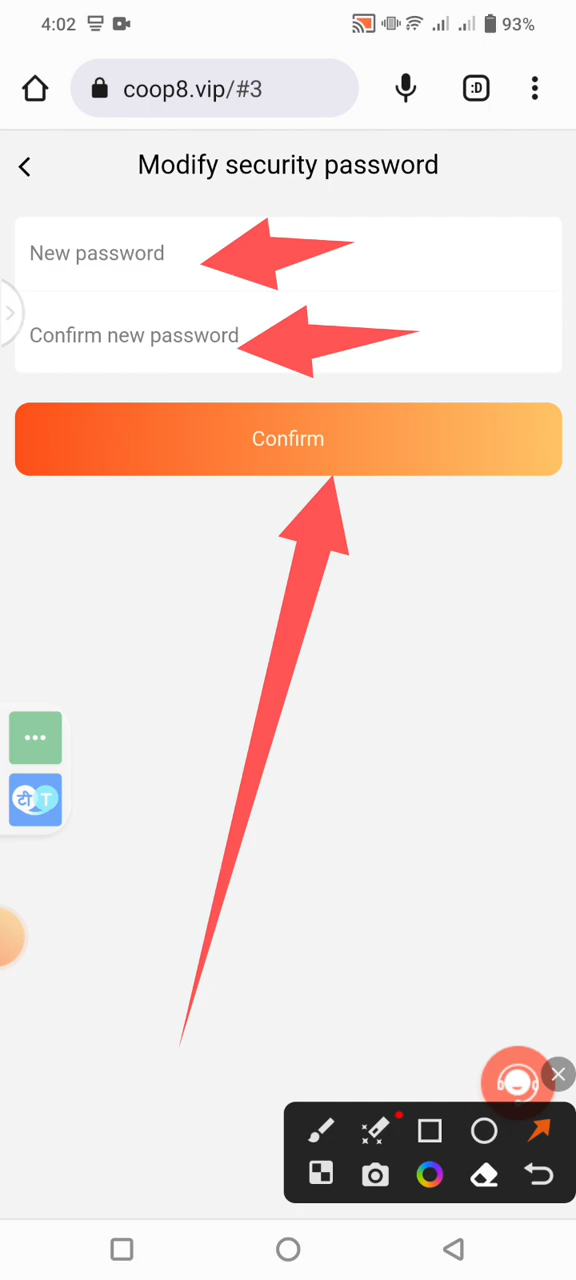 4:02
93%
coop8.vip/#3
:D
Modify security password
New password
Confirm new password
Confirm
टी T